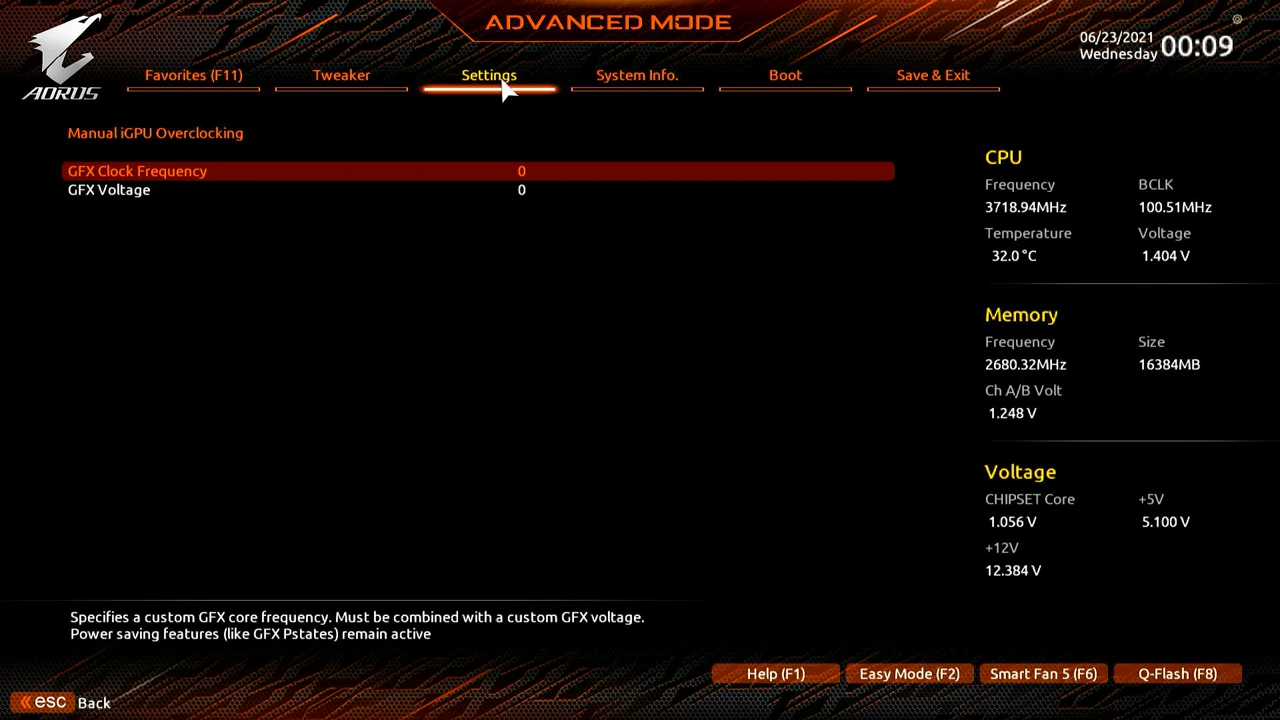 ADVANCED MODE
06/23/2021
Wednesday
00:09
AORUS
Favorites (F11)
Tweaker
Settings
System Info.
Boot
Save & Exit
Manual iGPU Overclocking
GFX Clock Frequency 0
GFX Voltage 0
CPU
Frequency BCLK
3718.94MHz 100.51MHz
Temperature Voltage
32.0 °C 1.404 V
Memory
Frequency Size
2680.32MHz 16384MB
Ch A/B Volt
1.248 V
Voltage
CHIPSET Core +5V
1.056 V 5.100 V
+12V
12.384 V
Specifies a custom GFX core frequency. Must be combined with a custom GFX voltage.
Power saving features (like GFX Pstates) remain active
Help (F1)
Easy Mode (F2)
Smart Fan 5 (F6)
Q-Flash (F8)
esc Back